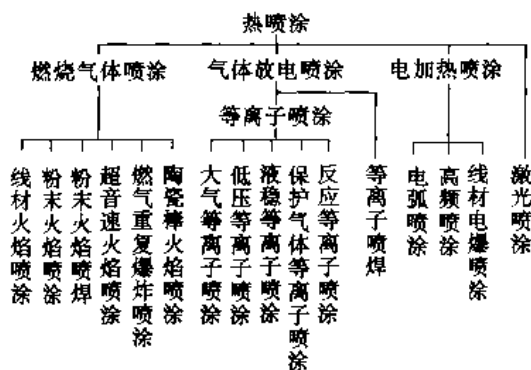 热喷涂
燃烧气体喷涂
气体放电喷涂
电加热喷涂
等离子喷涂
线材火焰喷涂
粉末火焰喷涂
粉末火焰喷焊
超音速火焰喷涂
燃气重复爆炸喷涂
陶瓷棒火焰喷涂
大气等离子喷涂
低压等离子喷涂
液稳等离子喷涂
保护气体等离子喷涂
反应等离子喷涂
等离子喷焊
电弧喷涂
高频喷涂
线材电爆喷涂
激光喷涂